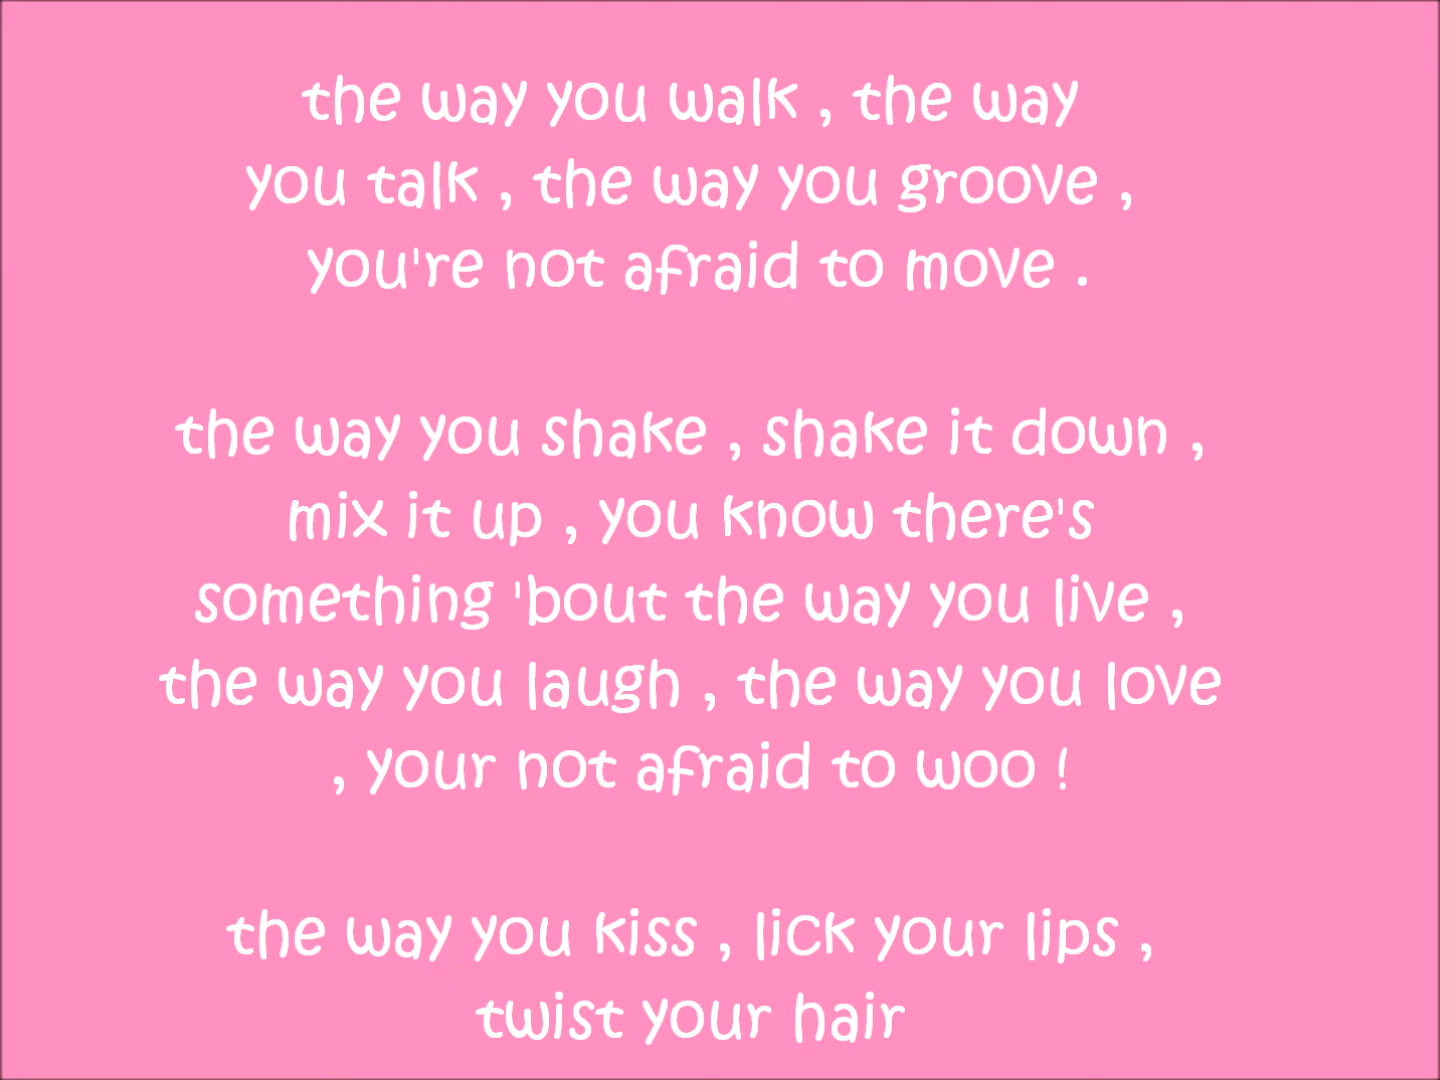 the way you walk , the way
you talk , the way you groove ,
you're not afraid to move .
the way you shake , shake it down ,
mix it up , you know there's
something 'bout the way you live ,
the way you laugh , the way you love
, your not afraid to woo !
the way you kiss , lick your lips ,
twist your hair